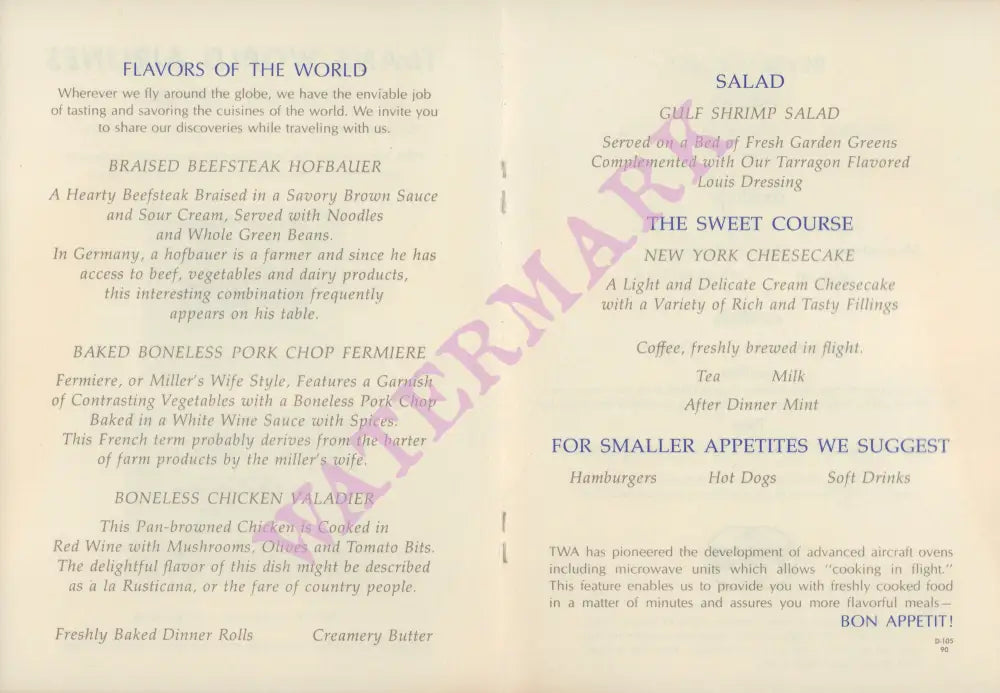 FLAVORS OF THE WORLD
Wherever we fly around the globe, we have the enviable job
of tasting and savoring the cuisines of the world. We invite you
to share our discoveries while traveling with us.
BRAISED BEEFSTEAK HOFBAUER
A Hearty Beefsteak Braised in a Savory Brown Sauce
and Sour Cream, Served with Noodles
and Whole Green Beans.
In Germany, a hofbauer is a farmer and since he has
access to beef, vegetables and dairy products,
this interesting combination frequently
appears on his table.
BAKED BONELESS PORK CHOP FERMIERE
Fermiere, or Miller's Wife Style, Features a Garnish
of Contrasting Vegetables with a Boneless Pork Chop
Baked in a White Wine Sauce with Spices.
This French term probably derives from the barter
of farm products by the miller's wife.
BONELESS CHICKEN VALADIER
This Pan-browned Chicken is Cooked in
Red Wine with Mushrooms, Olives and Tomato Bits.
The delightful flavor of this dish might be described
as a la Rusticana, or the fare of country people.
Freshly Baked Dinner Rolls Creamery Butter
SALAD
GULF SHRIMP SALAD
Served on a Bed of Fresh Garden Greens
Complemented with Our Tarragon Flavored
Louis Dressing
THE SWEET COURSE
NEW YORK CHEESECAKE
A Light and Delicate Cream Cheesecake
with a Variety of Rich and Tasty Fillings
Coffee, freshly brewed in flight.
Tea Milk
After Dinner Mint
FOR SMALLER APPETITES WE SUGGEST
Hamburgers Hot Dogs Soft Drinks
TWA has pioneered the development of advanced aircraft ovens
including microwave units which allows "cooking in flight."
This feature enables us to provide you with freshly cooked food
in a matter of minutes and assures you more flavorful meals—
BON APPETIT!
D-105
90
WATERMARK